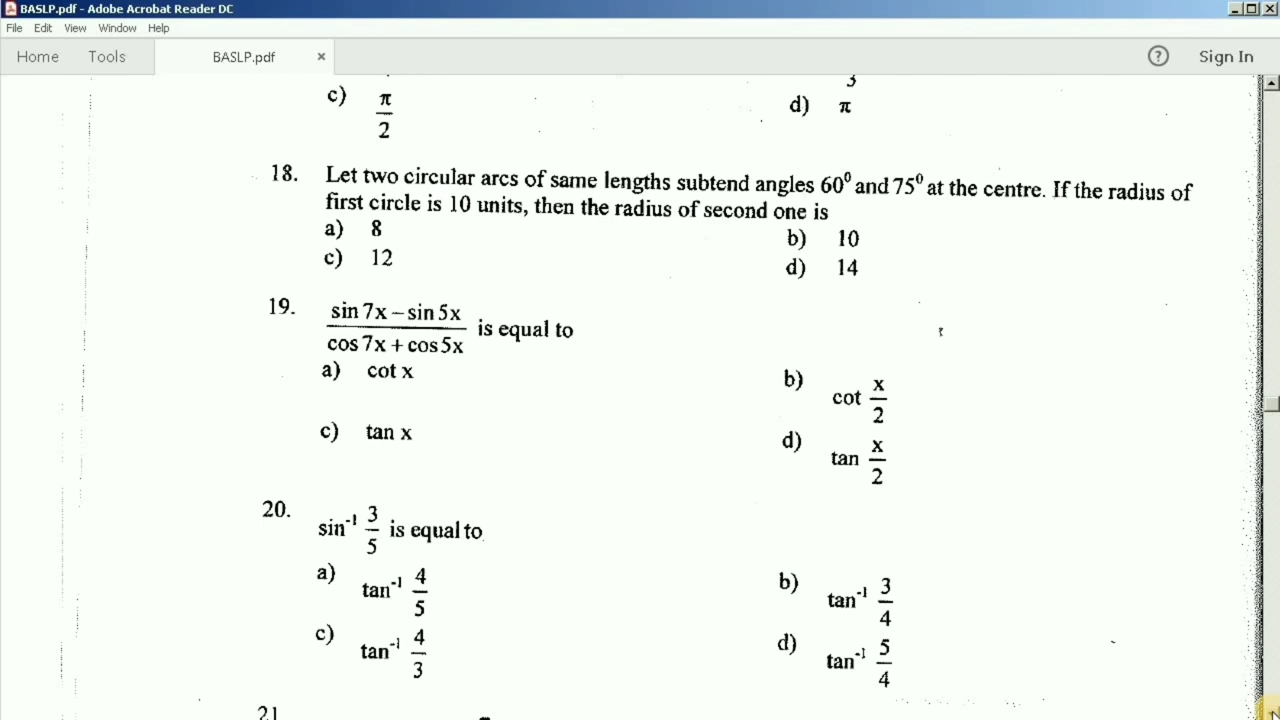 BASLP.pdf - Adobe Acrobat Reader DC
File Edit View Window Help
Home Tools BASLP.pdf × ? Sign In
3
c) π/2 d) π
18. Let two circular arcs of same lengths subtend angles 60⁰ and 75⁰ at the centre. If the radius of
first circle is 10 units, then the radius of second one is
a) 8 b) 10
c) 12 d) 14
19. (sin 7x – sin 5x)/(cos 7x + cos 5x) is equal to
a) cot x b) cot x/2
c) tan x d) tan x/2
20. sin⁻¹ 3/5 is equal to
a) tan⁻¹ 4/5 b) tan⁻¹ 3/4
c) tan⁻¹ 4/3 d) tan⁻¹ 5/4
21